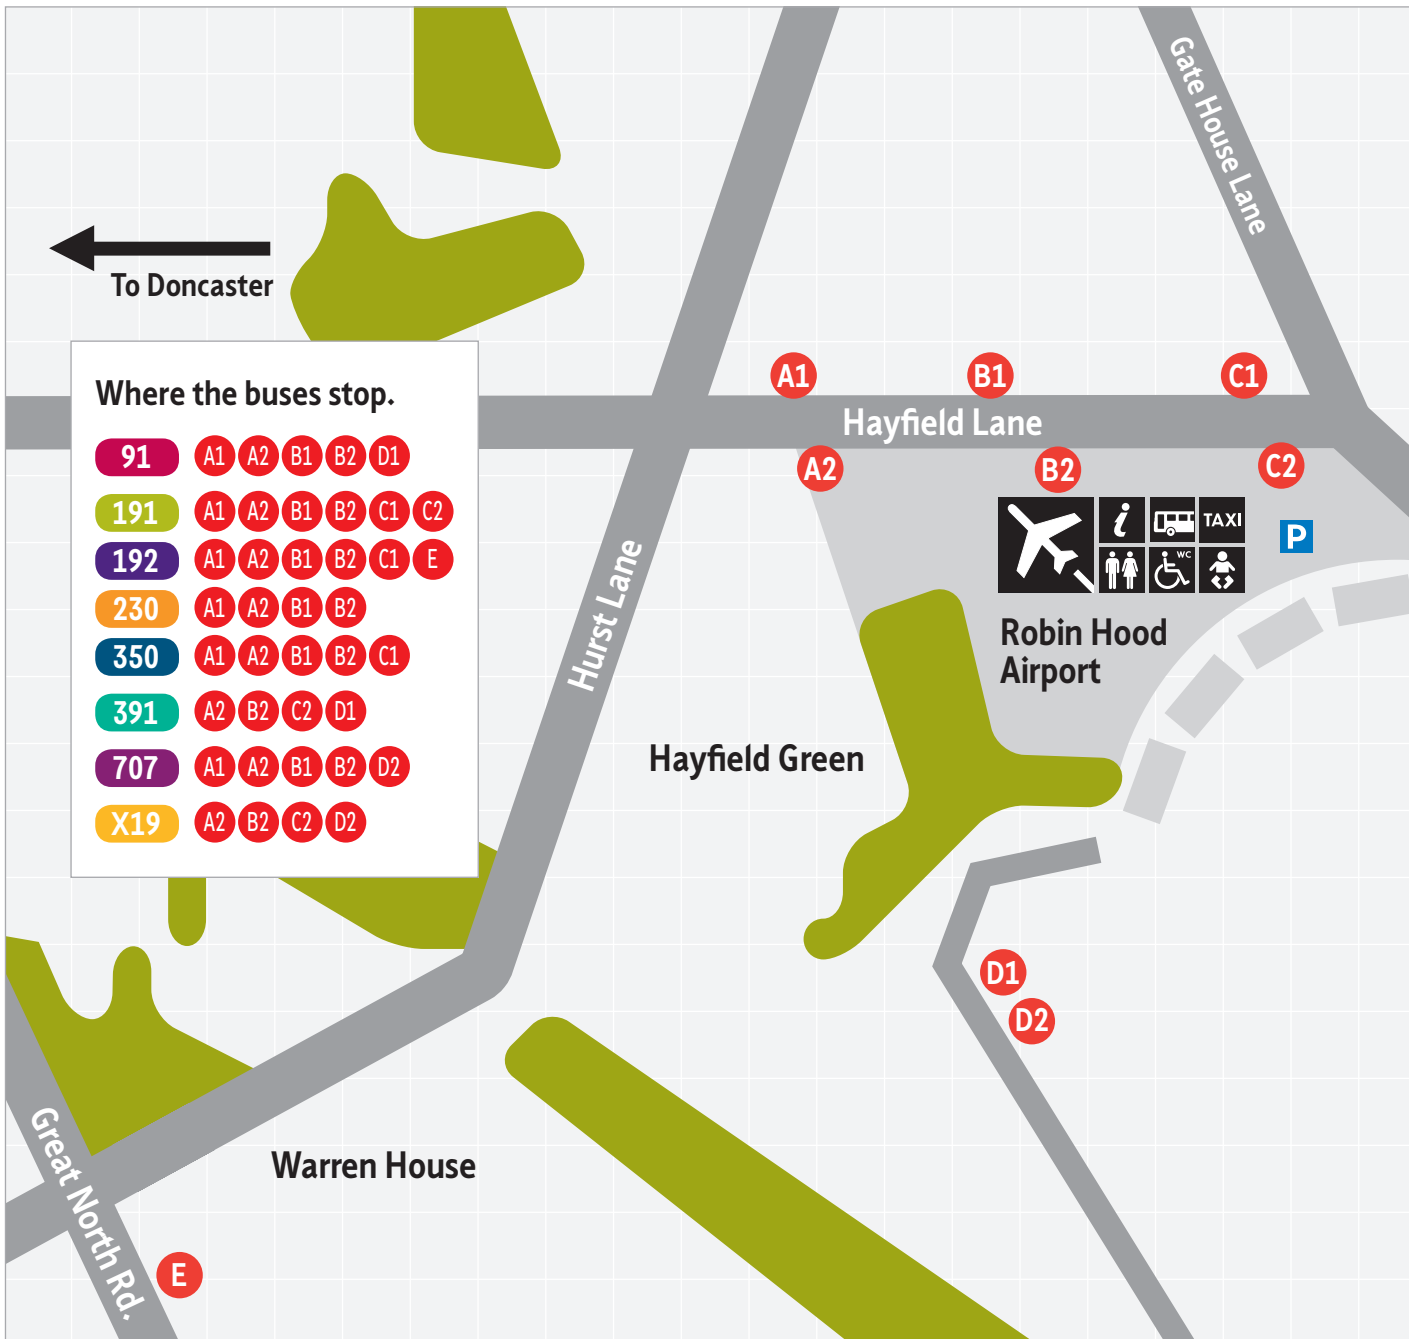 Gate House Lane
To Doncaster
Where the buses stop.
91 A1 A2 B1 B2 D1
191 A1 A2 B1 B2 C1 C2
192 A1 A2 B1 B2 C1 E
230 A1 A2 B1 B2
350 A1 A2 B1 B2 C1
391 A2 B2 C2 D1
707 A1 A2 B1 B2 D2
X19 A2 B2 C2 D2
A1 B1 C1
Hayfield Lane
A2 B2 C2
i TAXI
P
WC
Hurst Lane
Robin Hood
Airport
Hayfield Green
D1
D2
Great North Rd.
Warren House
E